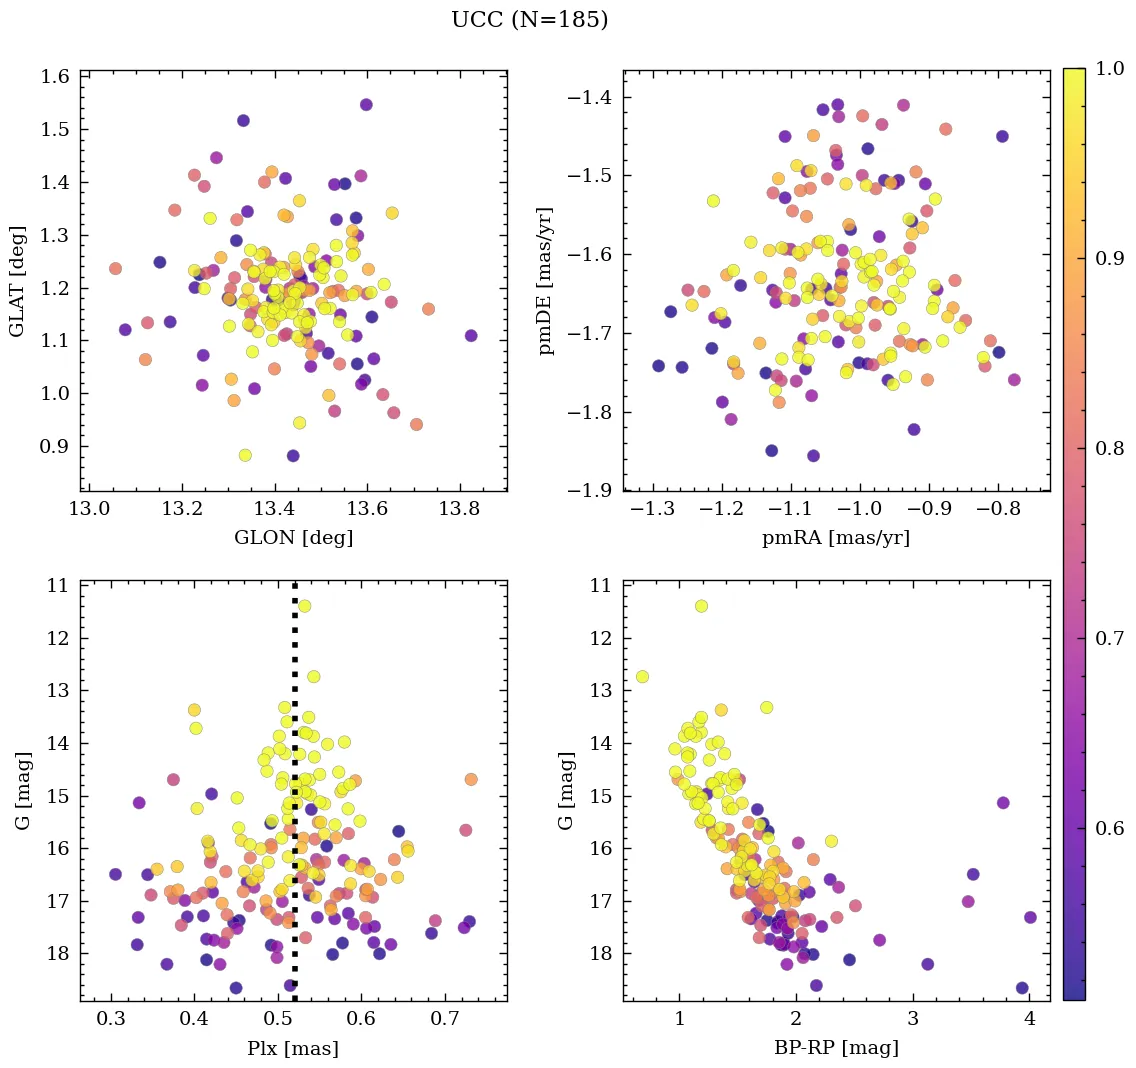 UCC (N=185)
1.6
1.5
1.4
1.3
1.2
1.1
1.0
0.9
GLAT [deg]
13.0 13.2 13.4 13.6 13.8
GLON [deg]
−1.4
−1.5
−1.6
−1.7
−1.8
−1.9
pmDE [mas/yr]
−1.3 −1.2 −1.1 −1.0 −0.9 −0.8
pmRA [mas/yr]
1.0
0.9
0.8
0.7
0.6
11
12
13
14
15
16
17
18
G [mag]
0.3 0.4 0.5 0.6 0.7
Plx [mas]
11
12
13
14
15
16
17
18
G [mag]
1 2 3 4
BP-RP [mag]